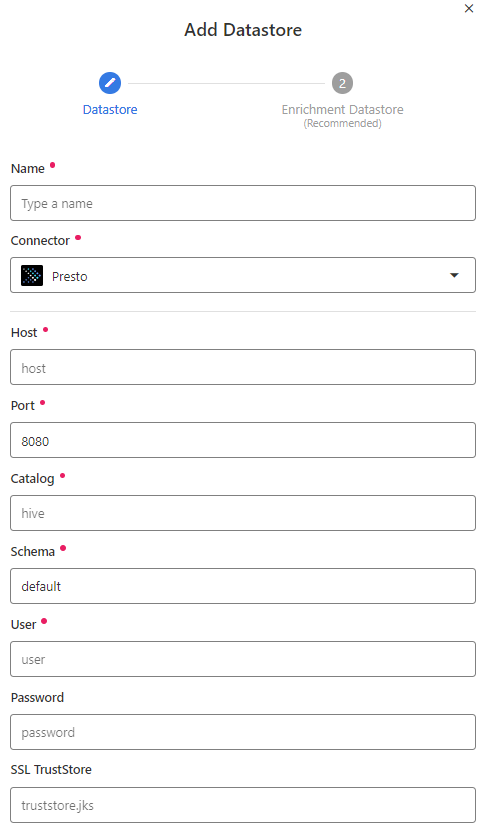 Add Datastore
2
Datastore
Enrichment Datastore
(Recommended)
Name
Type a name
Connector
Presto
Host
host
Port
8080
Catalog
hive
Schema
default
User
user
Password
password
SSL TrustStore
truststore.jks